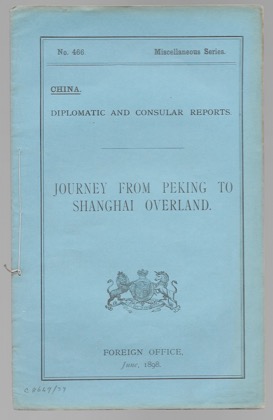 No. 466 Miscellaneous Series.
CHINA.
DIPLOMATIC AND CONSULAR REPORTS
JOURNEY FROM PEKING TO
SHANGHAI OVERLAND.
FOREIGN OFFICE,
June, 1898.